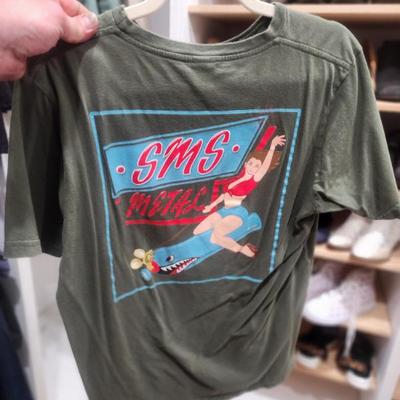 · SMS ·
· METAL